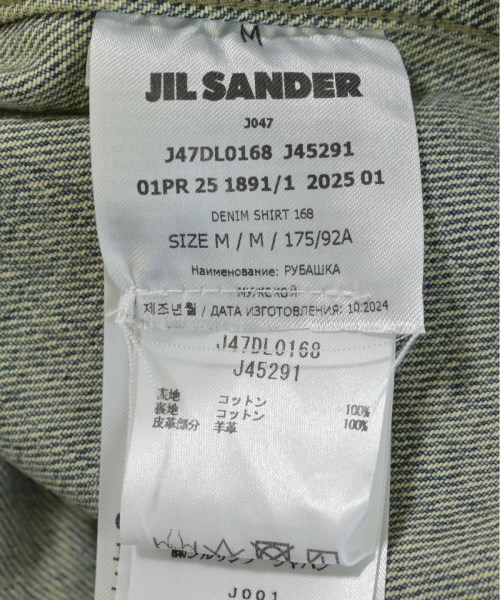 M
JIL SANDER
J047
J47DL0168 J45291
01PR 25 1891/1 2025 01
DENIM SHIRT 168
SIZE M / M / 175/92A
Наименование: РУБАШКА
МУЖСКОЙ
제조년월 / ДАТА ИЗГОТОВЛЕНИЯ: 10.2024
J47DL0168
J45291
表地 コットン 100%
裏地 コットン 100%
皮革部分 羊革
J001